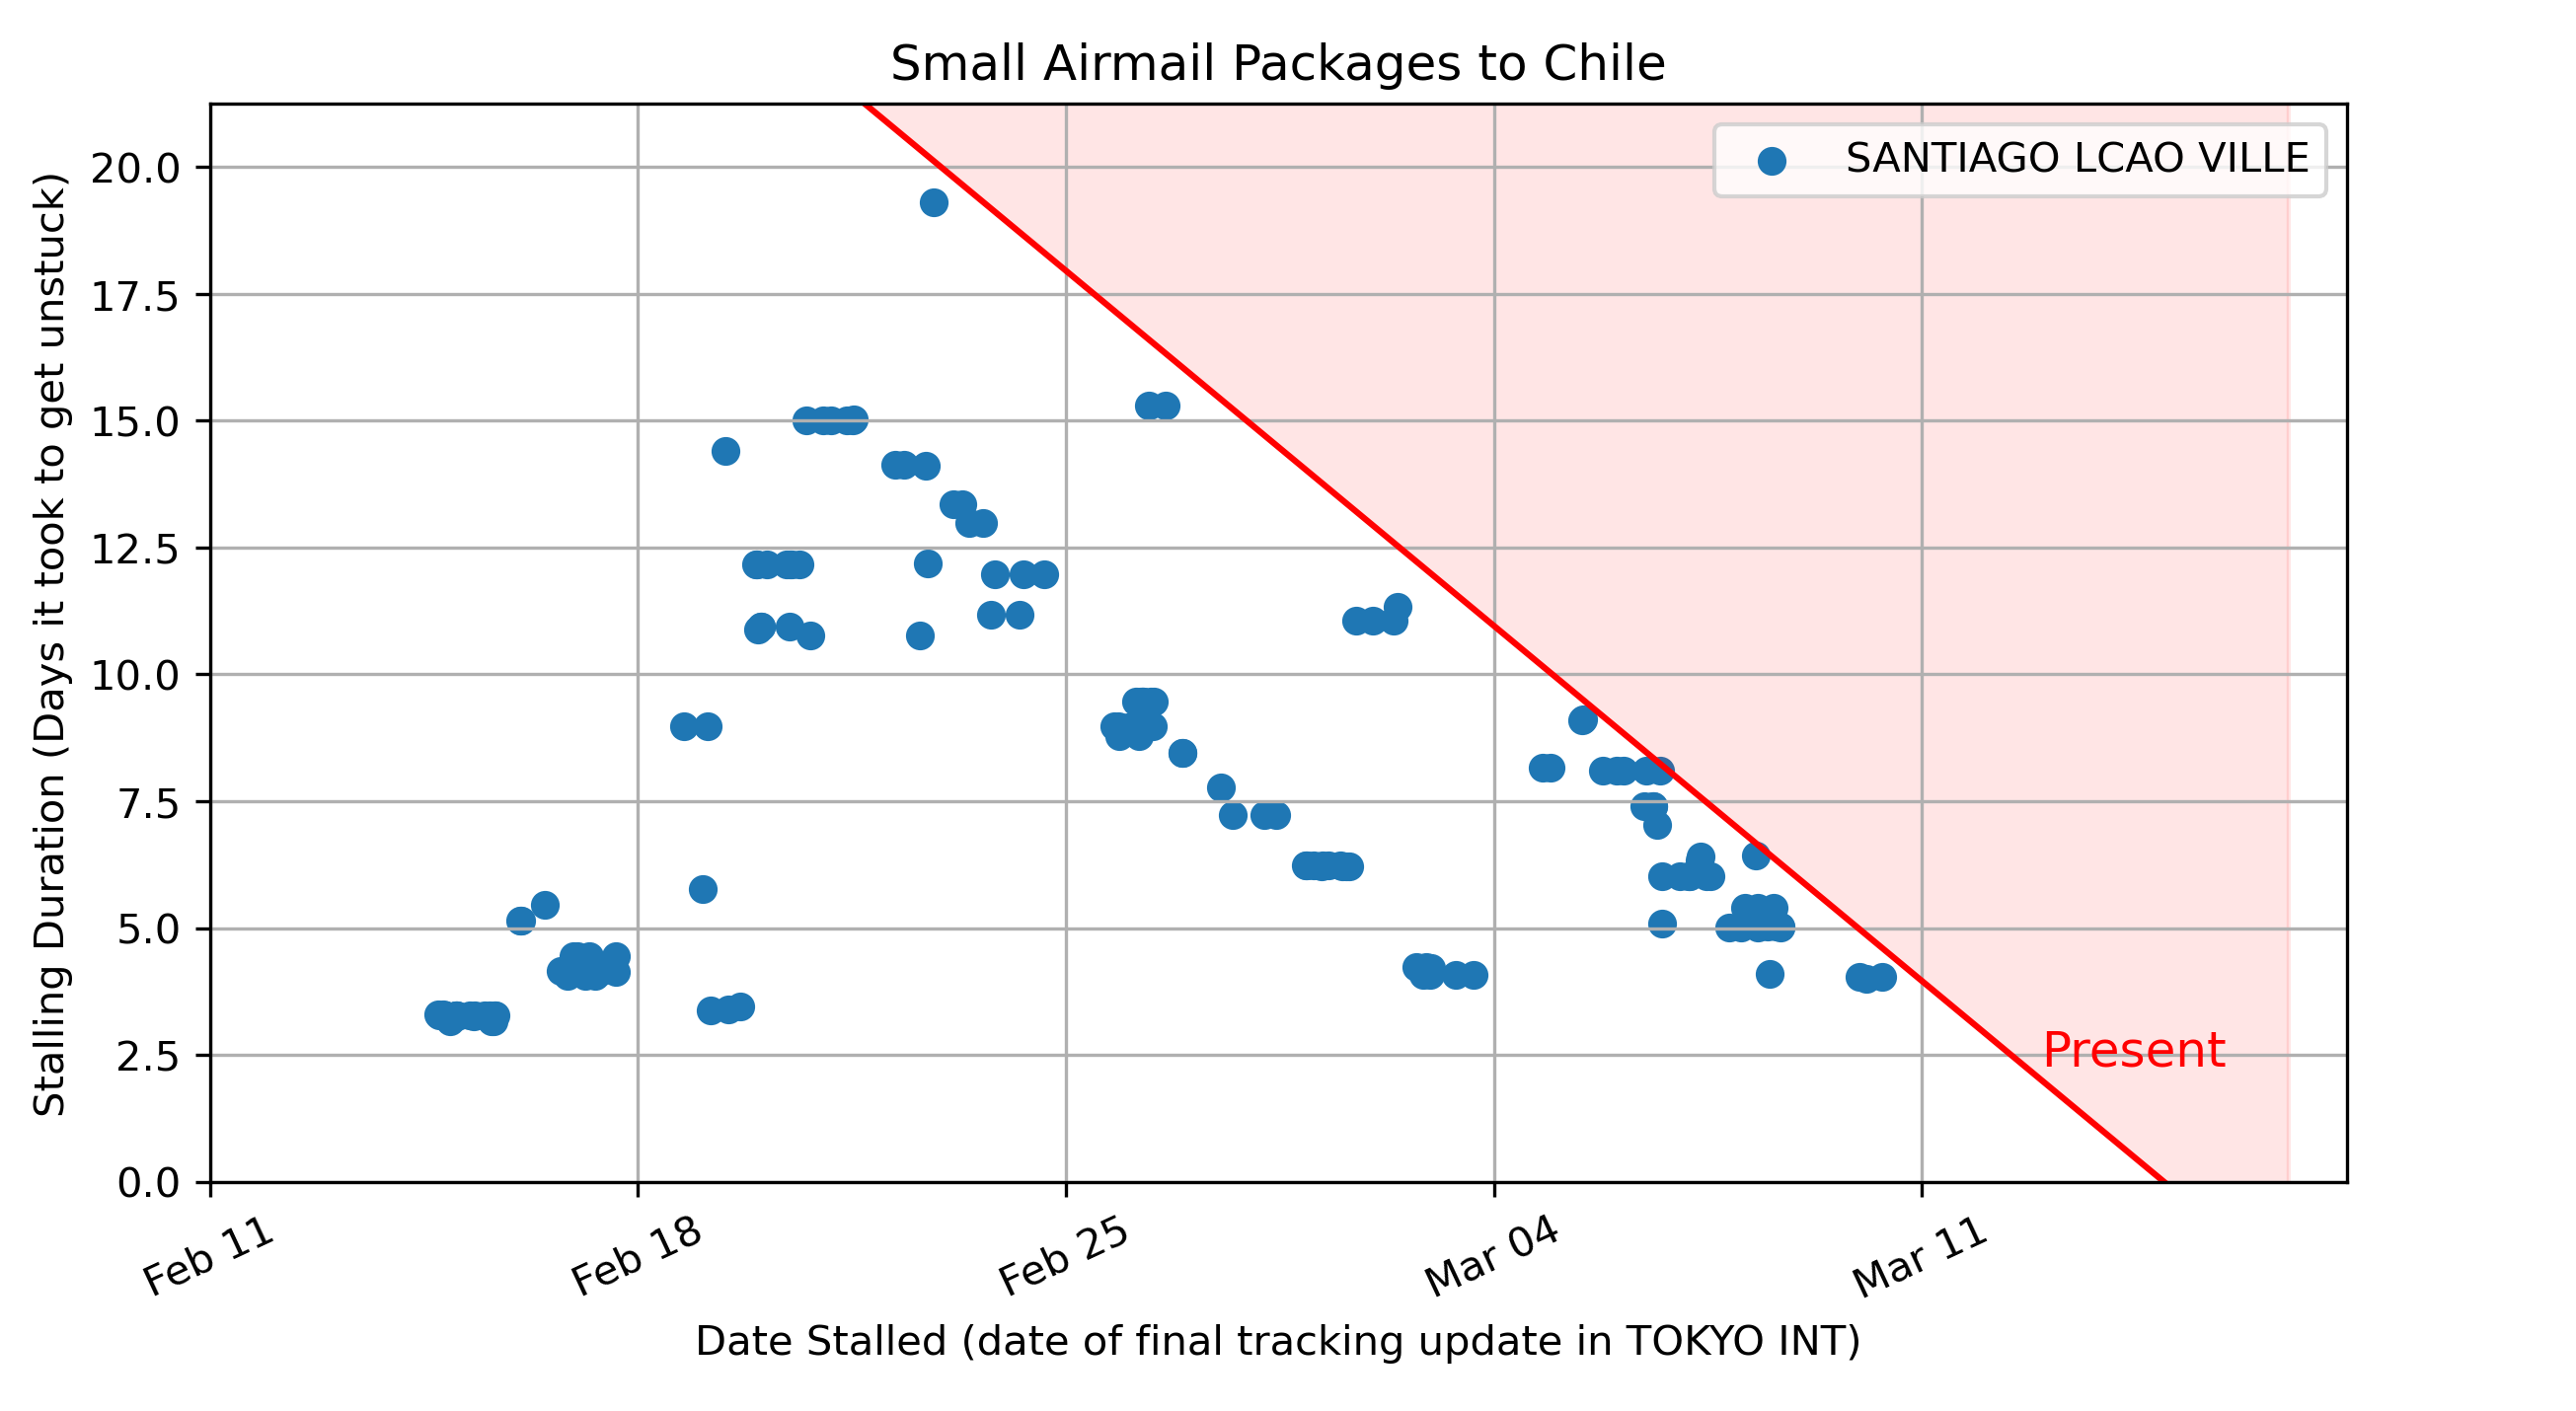 Small Airmail Packages to Chile
SANTIAGO LCAO VILLE
Stalling Duration (Days it took to get unstuck)
20.0
17.5
15.0
12.5
10.0
7.5
5.0
2.5
0.0
Present
Feb 11
Feb 18
Feb 25
Mar 04
Mar 11
Date Stalled (date of final tracking update in TOKYO INT)